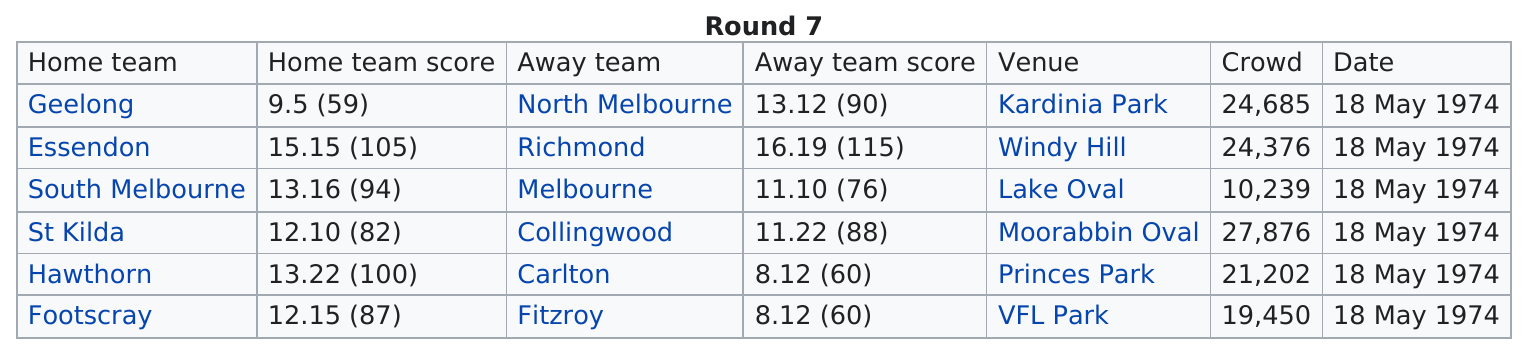 Round 7
Home team Home team score Away team Away team score Venue Crowd Date
Geelong 9.5 (59) North Melbourne 13.12 (90) Kardinia Park 24,685 18 May 1974
Essendon 15.15 (105) Richmond 16.19 (115) Windy Hill 24,376 18 May 1974
South Melbourne 13.16 (94) Melbourne 11.10 (76) Lake Oval 10,239 18 May 1974
St Kilda 12.10 (82) Collingwood 11.22 (88) Moorabbin Oval 27,876 18 May 1974
Hawthorn 13.22 (100) Carlton 8.12 (60) Princes Park 21,202 18 May 1974
Footscray 12.15 (87) Fitzroy 8.12 (60) VFL Park 19,450 18 May 1974